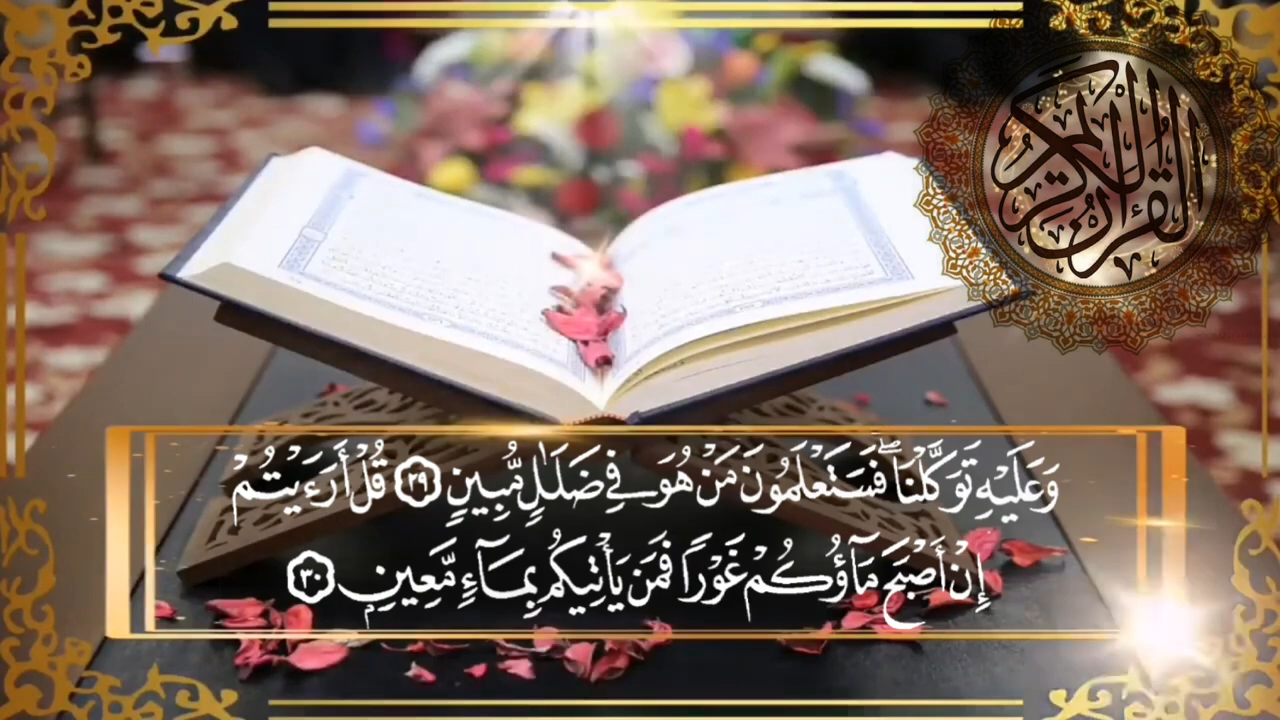 القرآن الكريم
وَعَلَيْهِ تَوَكَّلْنَا ۖ فَسَتَعْلَمُونَ مَنْ هُوَ فِي ضَلَٰلٍ مُّبِينٍ ٢٩ قُلْ أَرَءَيْتُمْ
إِنْ أَصْبَحَ مَآؤُكُمْ غَوْرًا فَمَن يَأْتِيكُم بِمَآءٍ مَّعِينٍ ٣٠